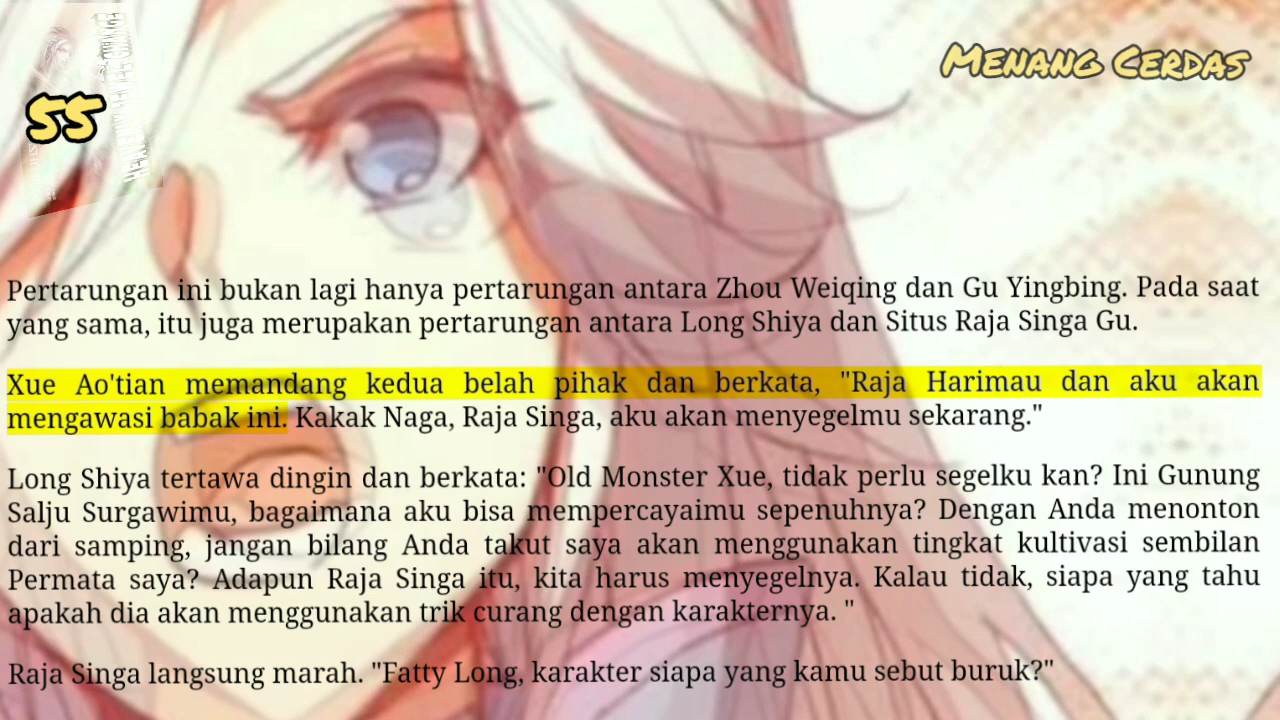 Menang Cerdas
55
Pertarungan ini bukan lagi hanya pertarungan antara Zhou Weiqing dan Gu Yingbing. Pada saat
yang sama, itu juga merupakan pertarungan antara Long Shiya dan Situs Raja Singa Gu.
Xue Ao'tian memandang kedua belah pihak dan berkata, "Raja Harimau dan aku akan
mengawasi babak ini. Kakak Naga, Raja Singa, aku akan menyegelmu sekarang."
Long Shiya tertawa dingin dan berkata: "Old Monster Xue, tidak perlu segelku kan? Ini Gunung
Salju Surgawimu, bagaimana aku bisa mempercayaimu sepenuhnya? Dengan Anda menonton
dari samping, jangan bilang Anda takut saya akan menggunakan tingkat kultivasi sembilan
Permata saya? Adapun Raja Singa itu, kita harus menyegelnya. Kalau tidak, siapa yang tahu
apakah dia akan menggunakan trik curang dengan karakternya. "
Raja Singa langsung marah. "Fatty Long, karakter siapa yang kamu sebut buruk?"